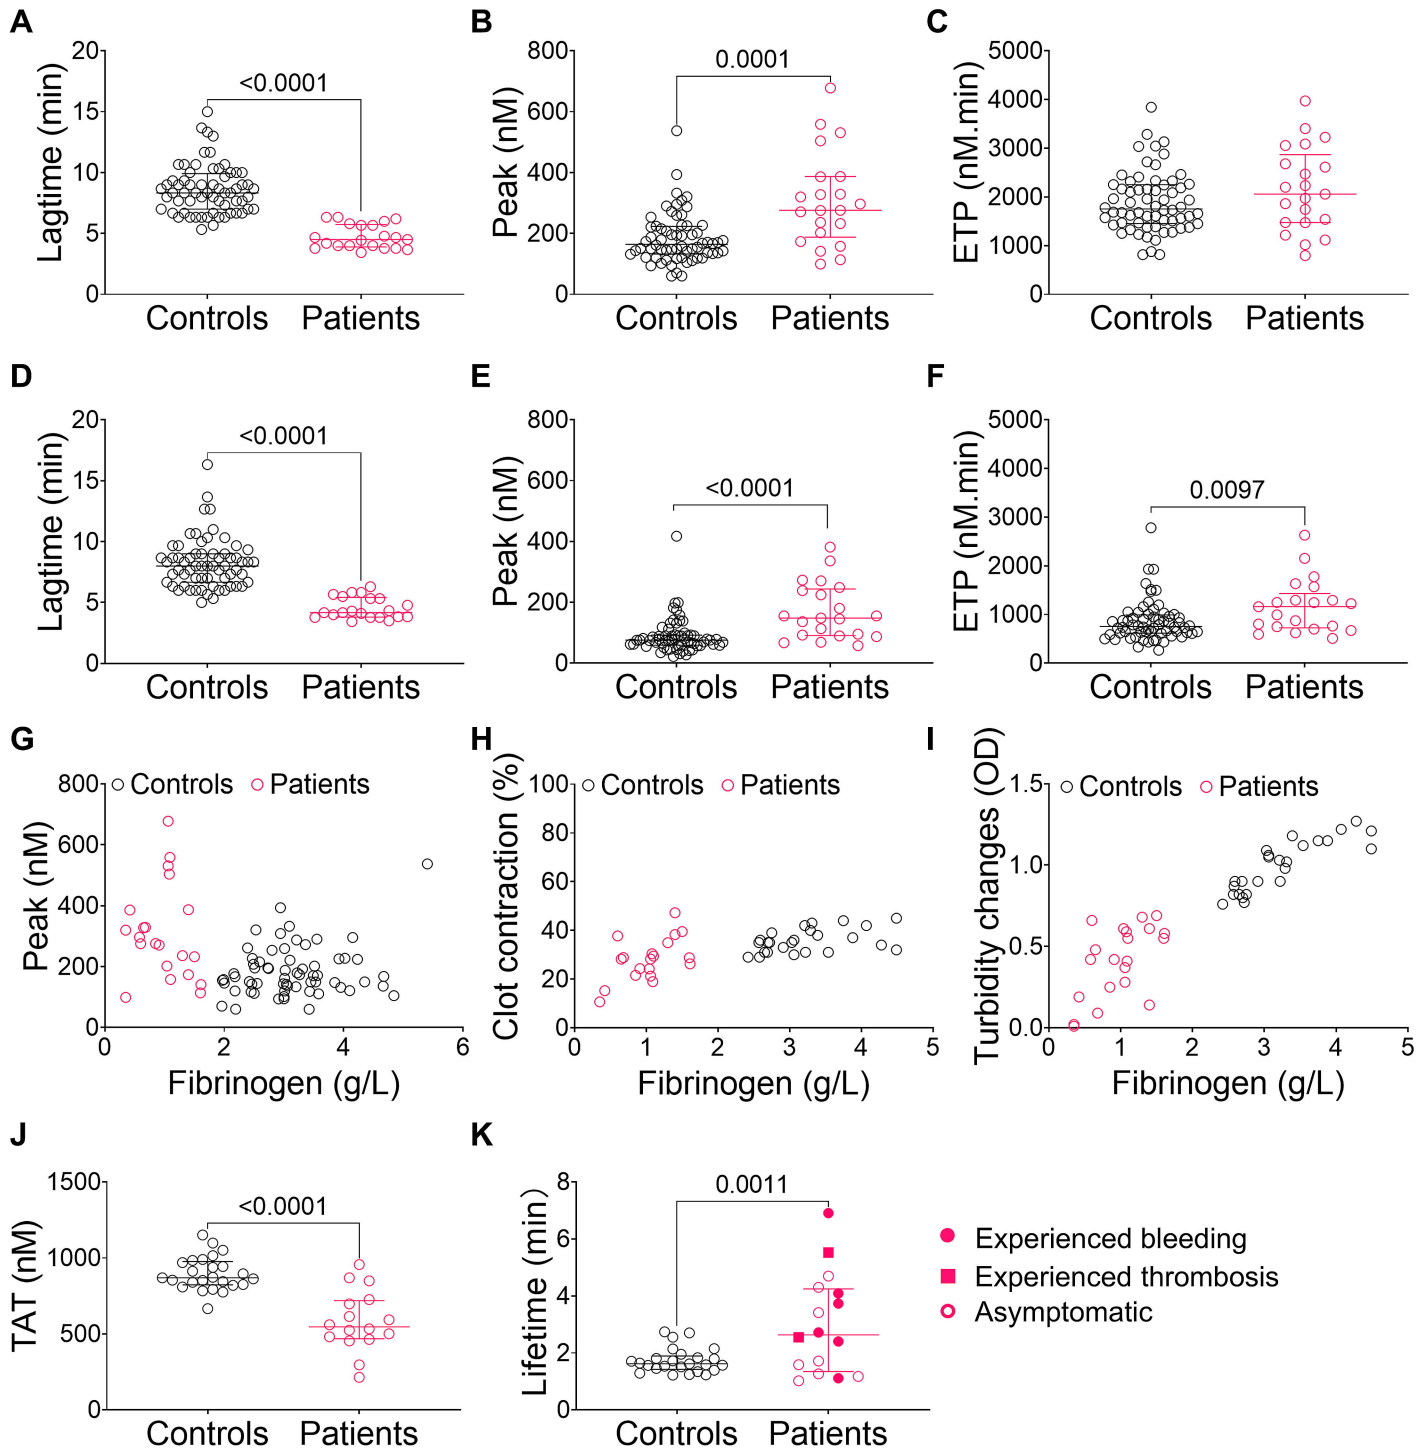 A
B
C
Lagtime (min)
20
15
10
5
0
<0.0001
Controls
Patients
Peak (nM)
800
600
400
200
0
0.0001
Controls
Patients
ETP (nM.min)
5000
4000
3000
2000
1000
0
Controls
Patients
D
E
F
Lagtime (min)
20
15
10
5
0
<0.0001
Controls
Patients
Peak (nM)
800
600
400
200
0
<0.0001
Controls
Patients
ETP (nM.min)
5000
4000
3000
2000
1000
0
0.0097
Controls
Patients
G
H
I
Peak (nM)
800
600
400
200
0
Controls
Patients
0
2
4
6
Fibrinogen (g/L)
Clot contraction (%)
100
80
60
40
20
0
Controls
Patients
0
1
2
3
4
5
Fibrinogen (g/L)
Turbidity changes (OD)
1.5
1.0
0.5
0.0
Controls
Patients
0
1
2
3
4
5
Fibrinogen (g/L)
J
K
TAT (nM)
1500
1000
500
0
<0.0001
Controls
Patients
Lifetime (min)
8
6
4
2
0
0.0011
Controls
Patients
Experienced bleeding
Experienced thrombosis
Asymptomatic